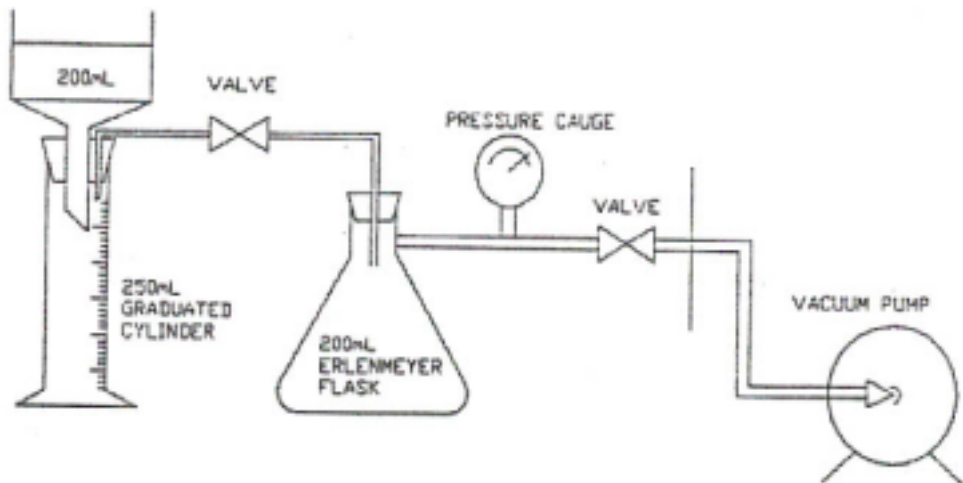 200mL
VALVE
PRESSURE GAUGE
VALVE
250mL
GRADUATED
CYLINDER
VACUUM PUMP
200mL
ERLENMEYER
FLASK